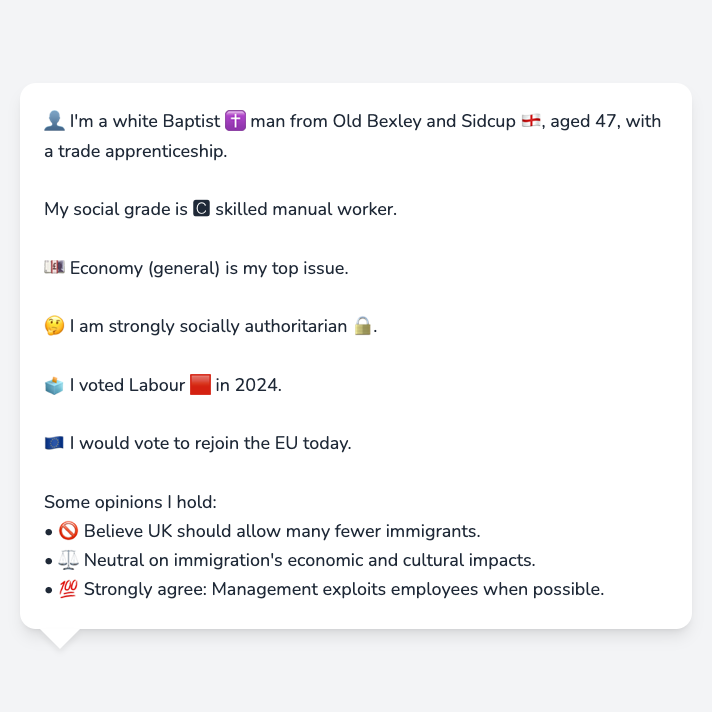 👤 I'm a white Baptist ✝️ man from Old Bexley and Sidcup 🏴󠁧󠁢󠁥󠁮󠁧󠁿, aged 47, with
a trade apprenticeship.
My social grade is 🅲 skilled manual worker.
💷 Economy (general) is my top issue.
🤔 I am strongly socially authoritarian 🔒.
🗳️ I voted Labour 🟥 in 2024.
🇪🇺 I would vote to rejoin the EU today.
Some opinions I hold:
• 🚫 Believe UK should allow many fewer immigrants.
• ⚖️ Neutral on immigration's economic and cultural impacts.
• 💯 Strongly agree: Management exploits employees when possible.